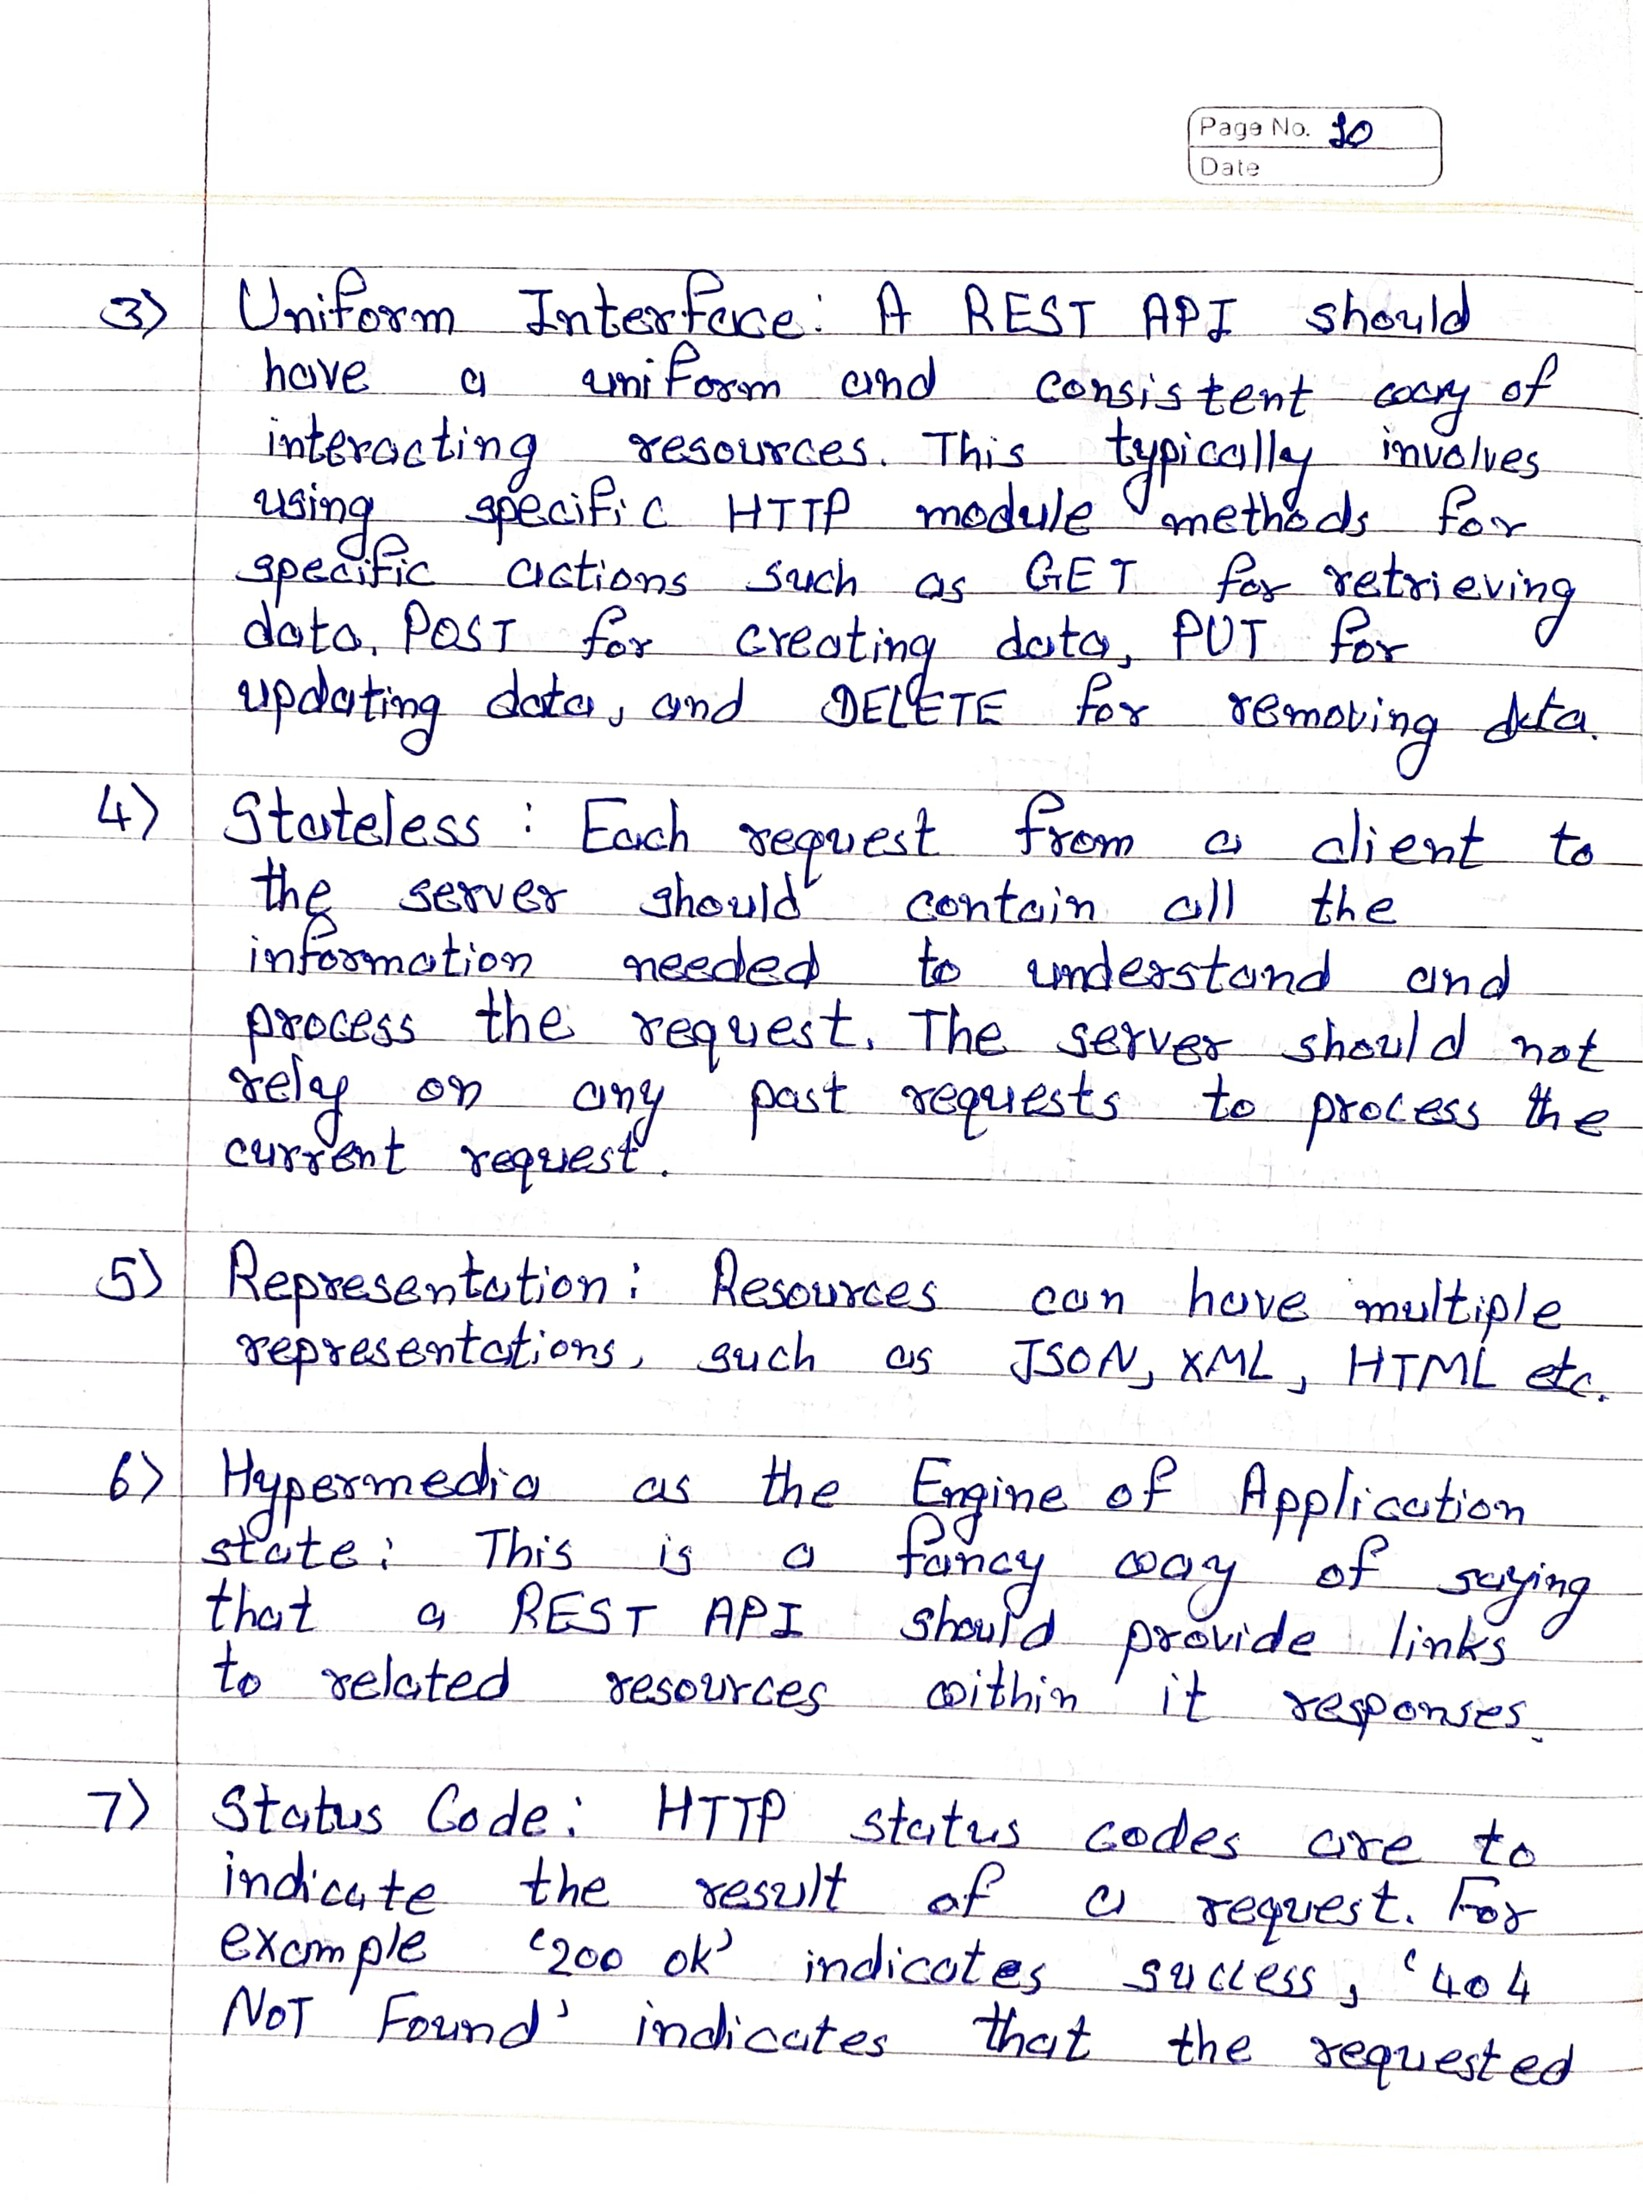 Page No. 10
Date
3) Uniform Interface: A REST API should
have a uniform and consistent way of
interacting resources. This typically involves
using specific HTTP module methods for
specific actions such as GET for retrieving
data, POST for creating data, PUT for
updating data, and DELETE for removing data.
4) Stateless : Each request from a client to
the server should contain all the
information needed to understand and
process the request. The server should not
rely on any past requests to process the
current request.
5) Representation: Resources can have multiple
representations, such as JSON, XML, HTML etc.
6) Hypermedia as the Engine of Application
state: This is a fancy way of saying
that a REST API should provide links
to related resources within it responses.
7) Status Code: HTTP status codes are to
indicate the result of a request. For
example '200 ok' indicates success, '404
NOT Found' indicates that the requested